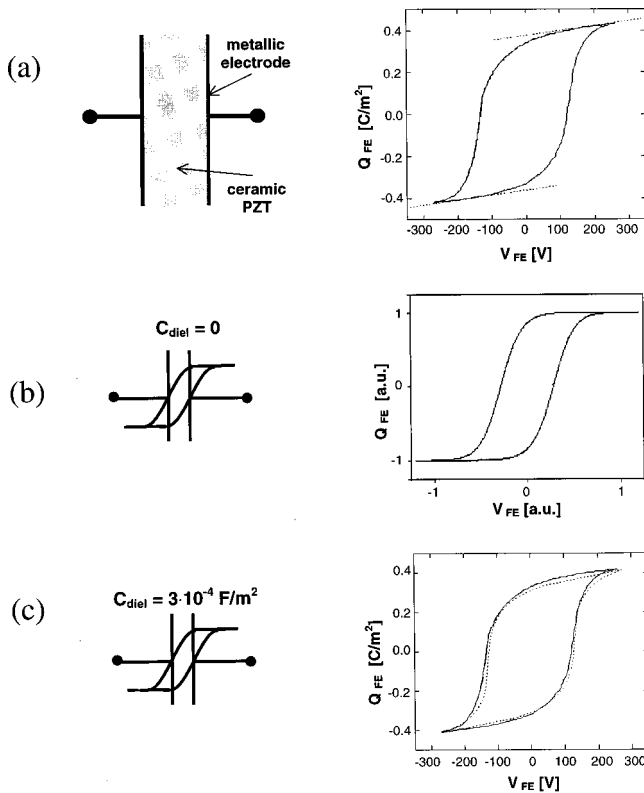 (a)
metallic
electrode
ceramic
PZT
Q FE [C/m²]
0.4
0.2
0.0
-0.2
-0.4
-300 -200 -100 0 100 200 300
V FE [V]
(b)
C diel = 0
Q FE [a.u.]
1
0
-1
-1 0 1
V FE [a.u.]
(c)
C diel = 3·10⁻⁴ F/m²
Q FE [C/m²]
0.4
0.2
0.0
-0.2
-0.4
-300 -200 -100 0 100 200 300
V FE [V]